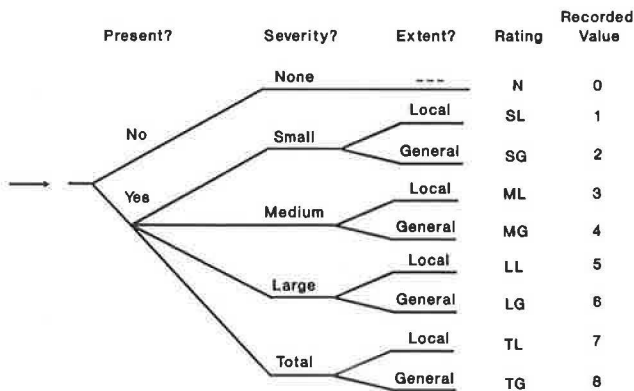 Present? Severity? Extent? Rating Recorded Value
None --- N 0
Local SL 1
No Small
General SG 2
Yes Local ML 3
Medium
General MG 4
Local LL 5
Large
General LG 6
Local TL 7
Total
General TG 8